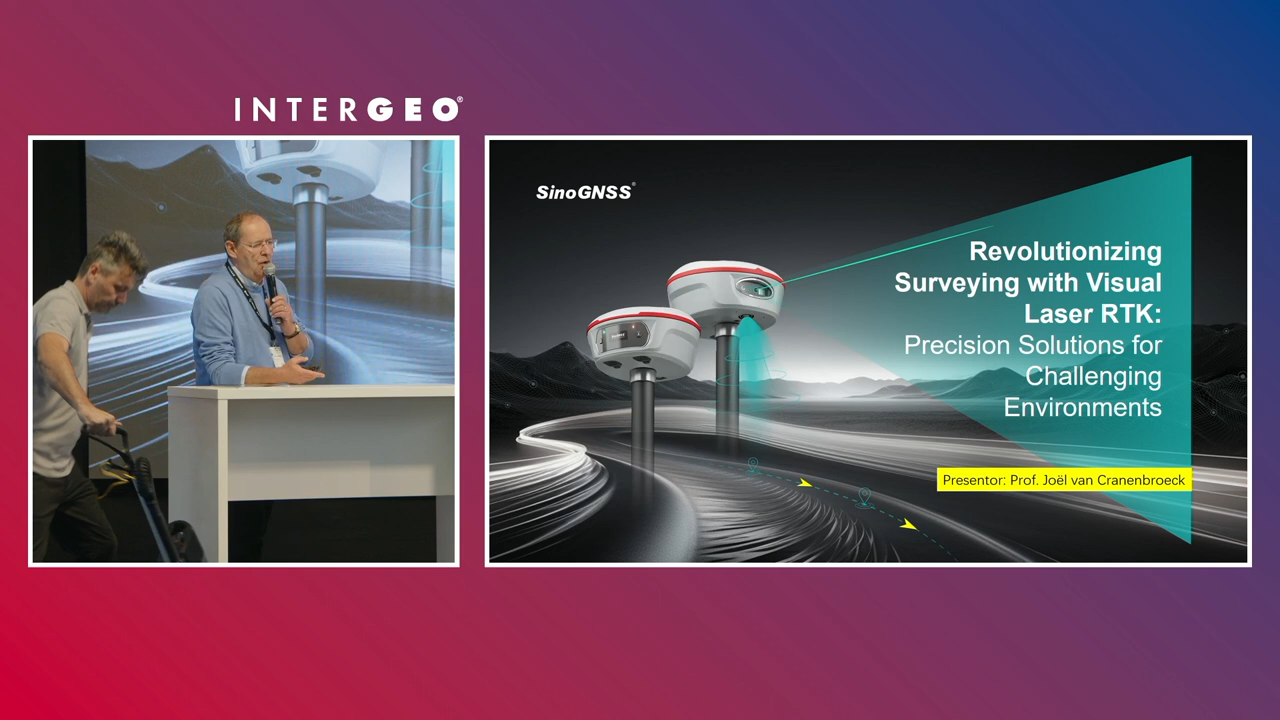 INTERGEO®
SinoGNSS®
Revolutionizing
Surveying with Visual
Laser RTK:
Precision Solutions for
Challenging
Environments
Presentor: Prof. Joël van Cranenbroeck